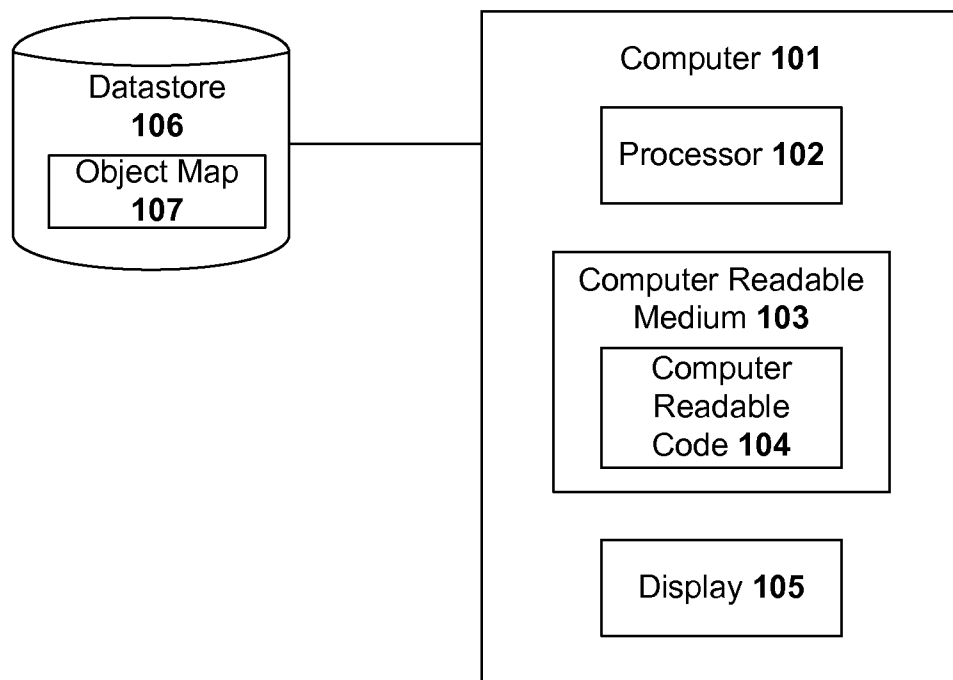 Datastore
106
Object Map
107
Computer 101
Processor 102
Computer Readable
Medium 103
Computer
Readable
Code 104
Display 105